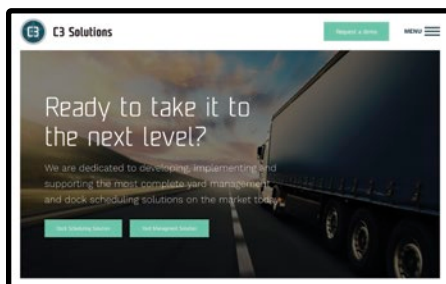 C3 C3 Solutions
Request a demo
MENU
Ready to take it to
the next level?
We are dedicated to developing, implementing and
supporting the most complete yard management
and dock scheduling solutions on the market today.
Dock Scheduling Solution
Yard Management Solution